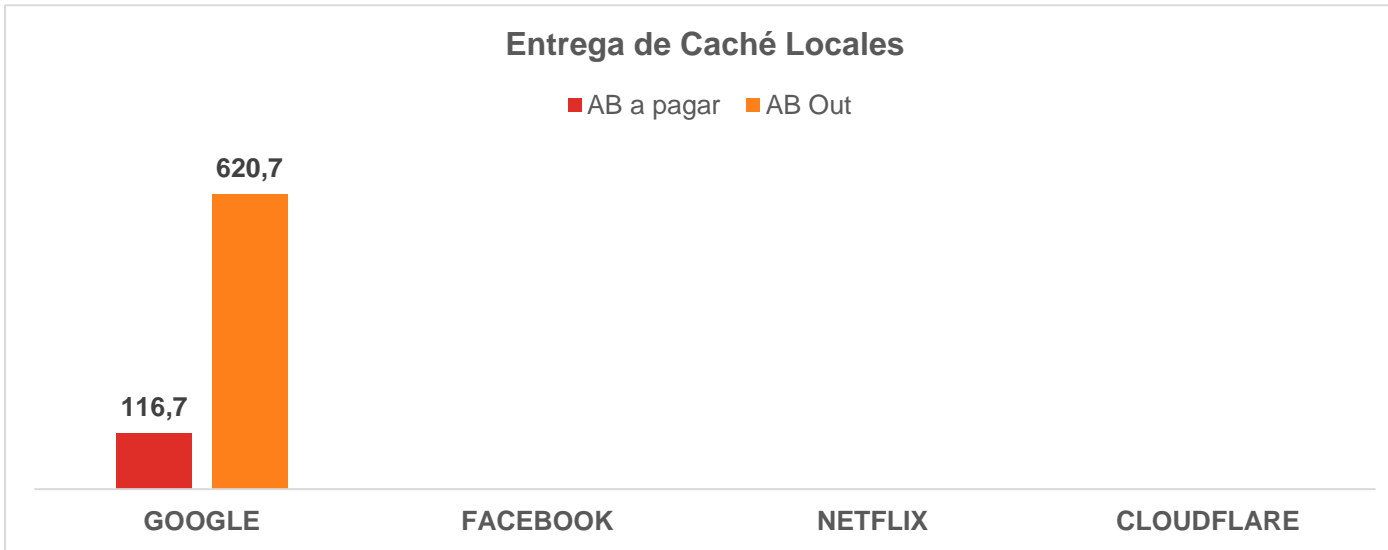 Entrega de Caché Locales
AB a pagar AB Out
620,7
116,7
GOOGLE FACEBOOK NETFLIX CLOUDFLARE